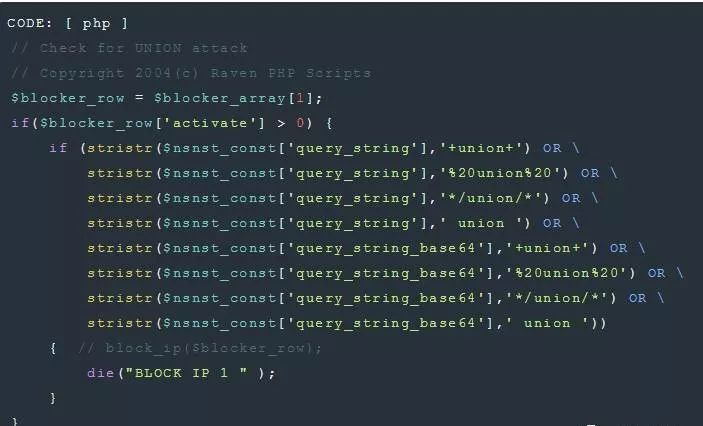 CODE: [ php ]
// Check for UNION attack
// Copyright 2004(c) Raven PHP Scripts
$blocker_row = $blocker_array[1];
if($blocker_row['activate'] > 0) {
if (stristr($nsnst_const['query_string'],'+union+') OR \
stristr($nsnst_const['query_string'],'%20union%20') OR \
stristr($nsnst_const['query_string'],'*/union/*') OR \
stristr($nsnst_const['query_string'],' union ') OR \
stristr($nsnst_const['query_string_base64'],'+union+') OR \
stristr($nsnst_const['query_string_base64'],'%20union%20') OR \
stristr($nsnst_const['query_string_base64'],'*/union/*') OR \
stristr($nsnst_const['query_string_base64'],' union '))
{ // block_ip($blocker_row);
die("BLOCK IP 1 " );
}
}